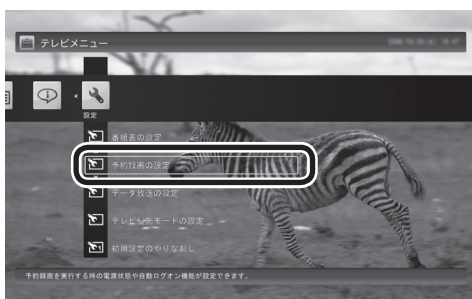 テレビメニュー
設定
番組表の設定
予約録画の設定
データ放送の設定
テレビ優先モードの設定
初期設定のやりなおし
予約録画を実行する時の電源状態や自動ログオン機能が設定できます。